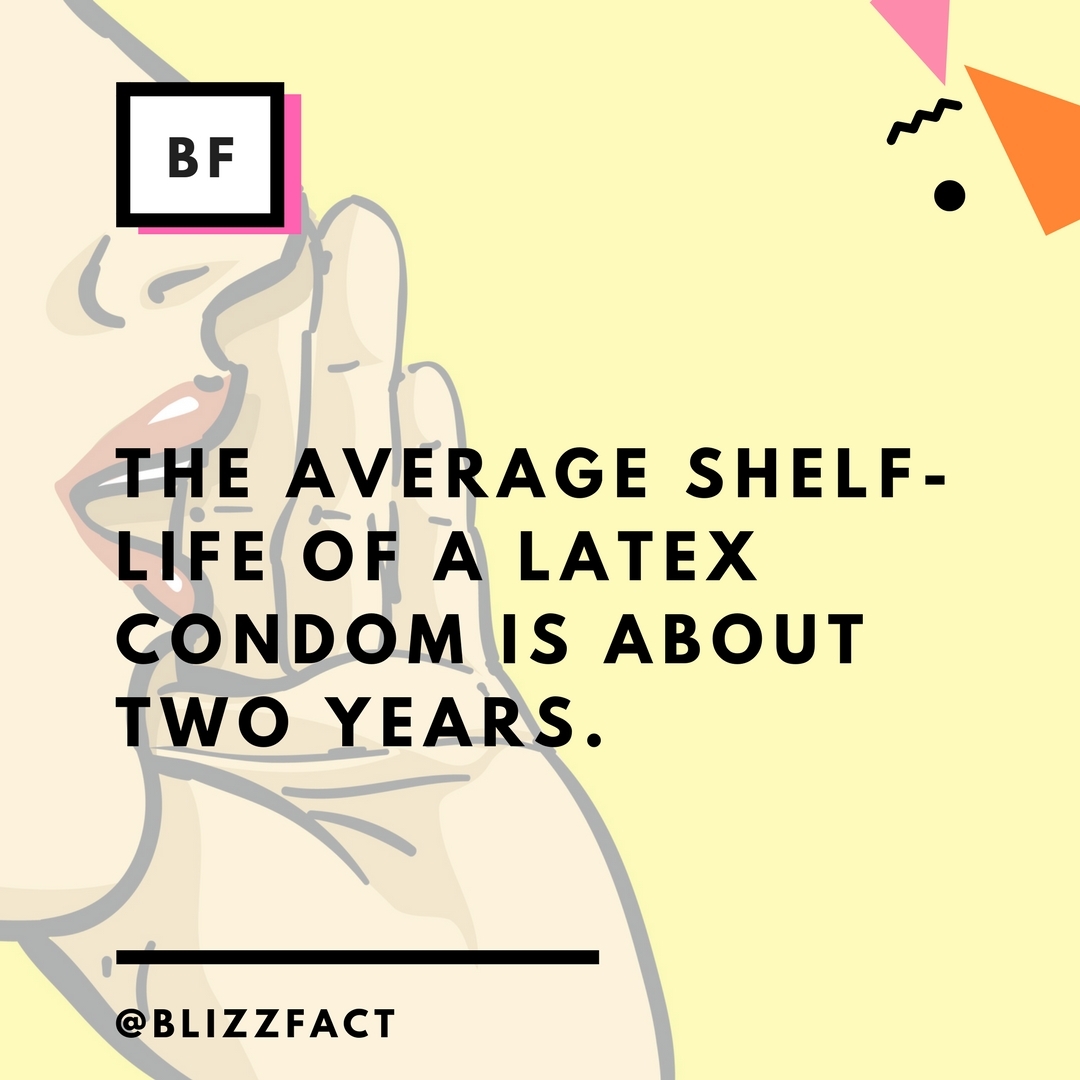 BF
THE AVERAGE SHELF-
LIFE OF A LATEX
CONDOM IS ABOUT
TWO YEARS.
@BLIZZFACT